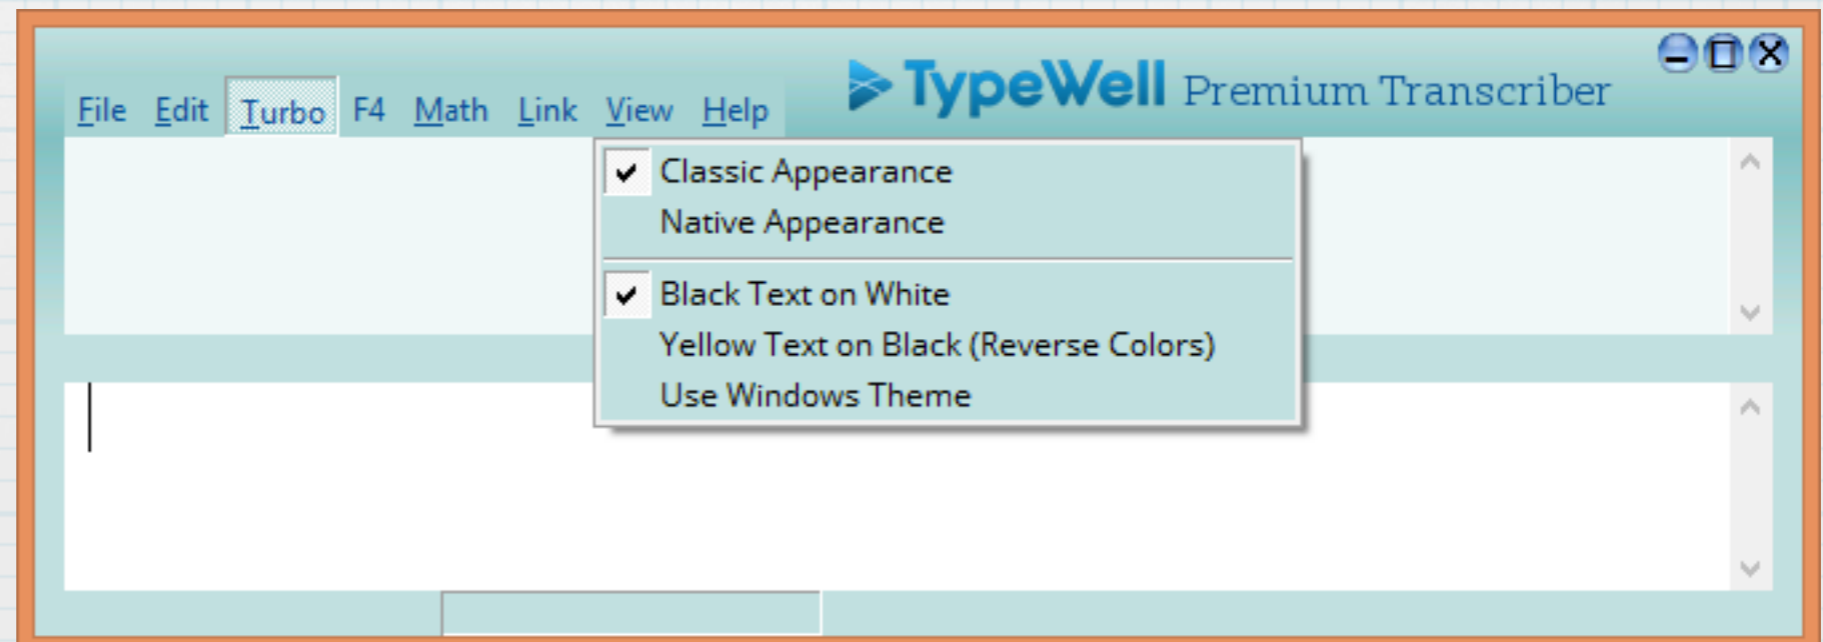 TypeWell Premium Transcriber
File Edit Turbo F4 Math Link View Help
Classic Appearance
Native Appearance
Black Text on White
Yellow Text on Black (Reverse Colors)
Use Windows Theme